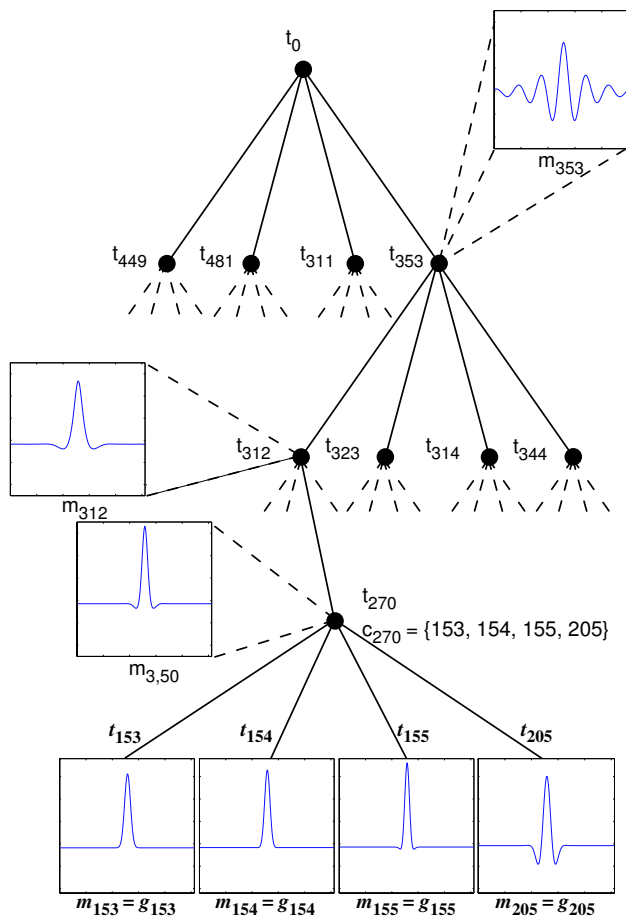 t0
m353
t449 t481 t311 t353
t312 t323 t314 t344
m312
t270
c270 = {153, 154, 155, 205}
m3,50
t153 t154 t155 t205
m153 = g153 m154 = g154 m155 = g155 m205 = g205